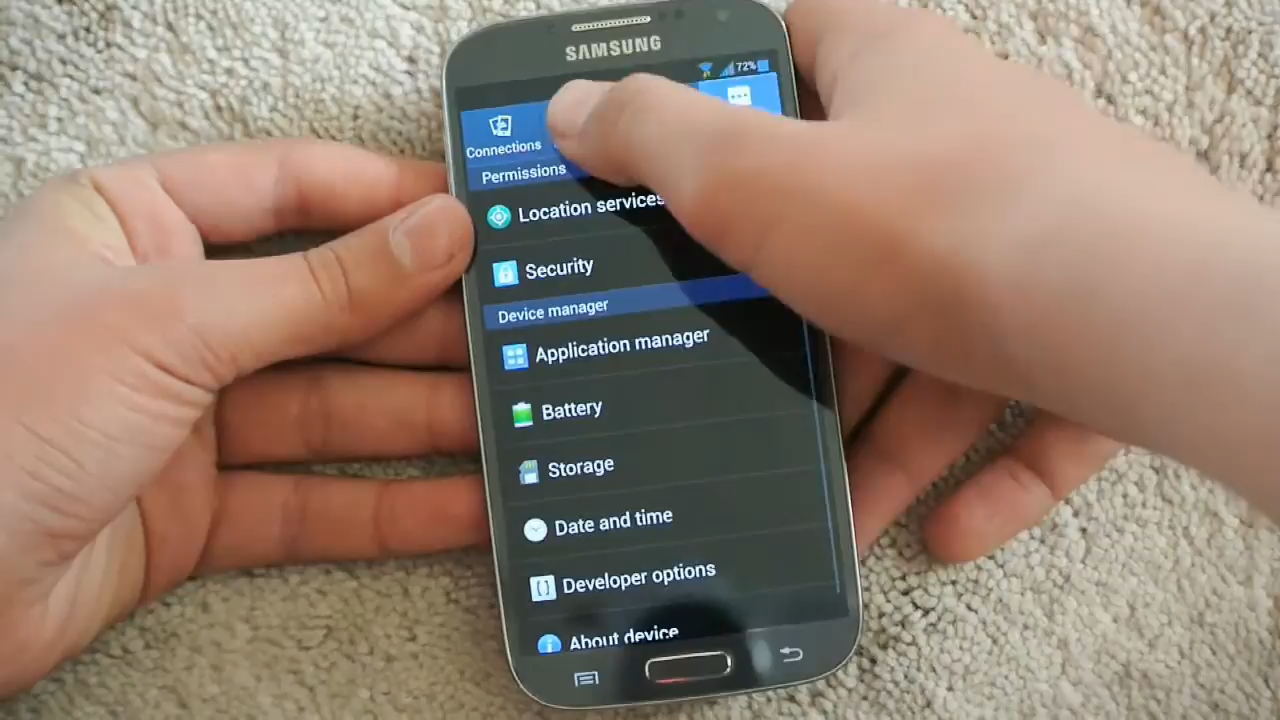 SAMSUNG
72%
Connections
Permissions
Location services
Security
Device manager
Application manager
Battery
Storage
Date and time
Developer options
About device